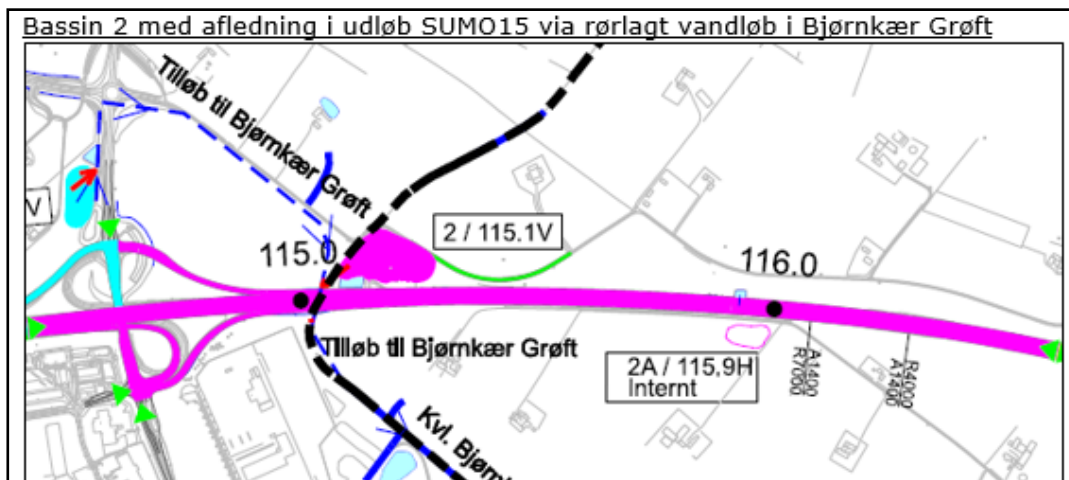 Bassin 2 med afledning i udløb SUMO15 via rørlagt vandløb i Bjørnkær Grøft
Tilløb til Bjørnkær Grøft
V
2 / 115,1V
115.0
116.0
Tilløb til Bjørnkær Grøft
2A / 115,9H
Internt
A1400
R7000
R4000
A1400
Kvl. Bjørn